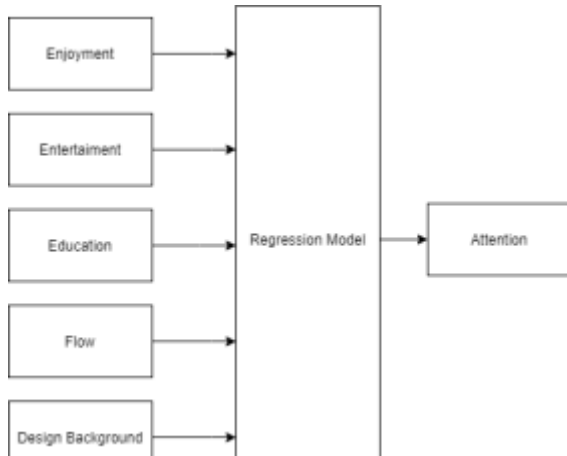 Enjoyment
Entertaiment
Education
Regression Model
Attention
Flow
Design Background